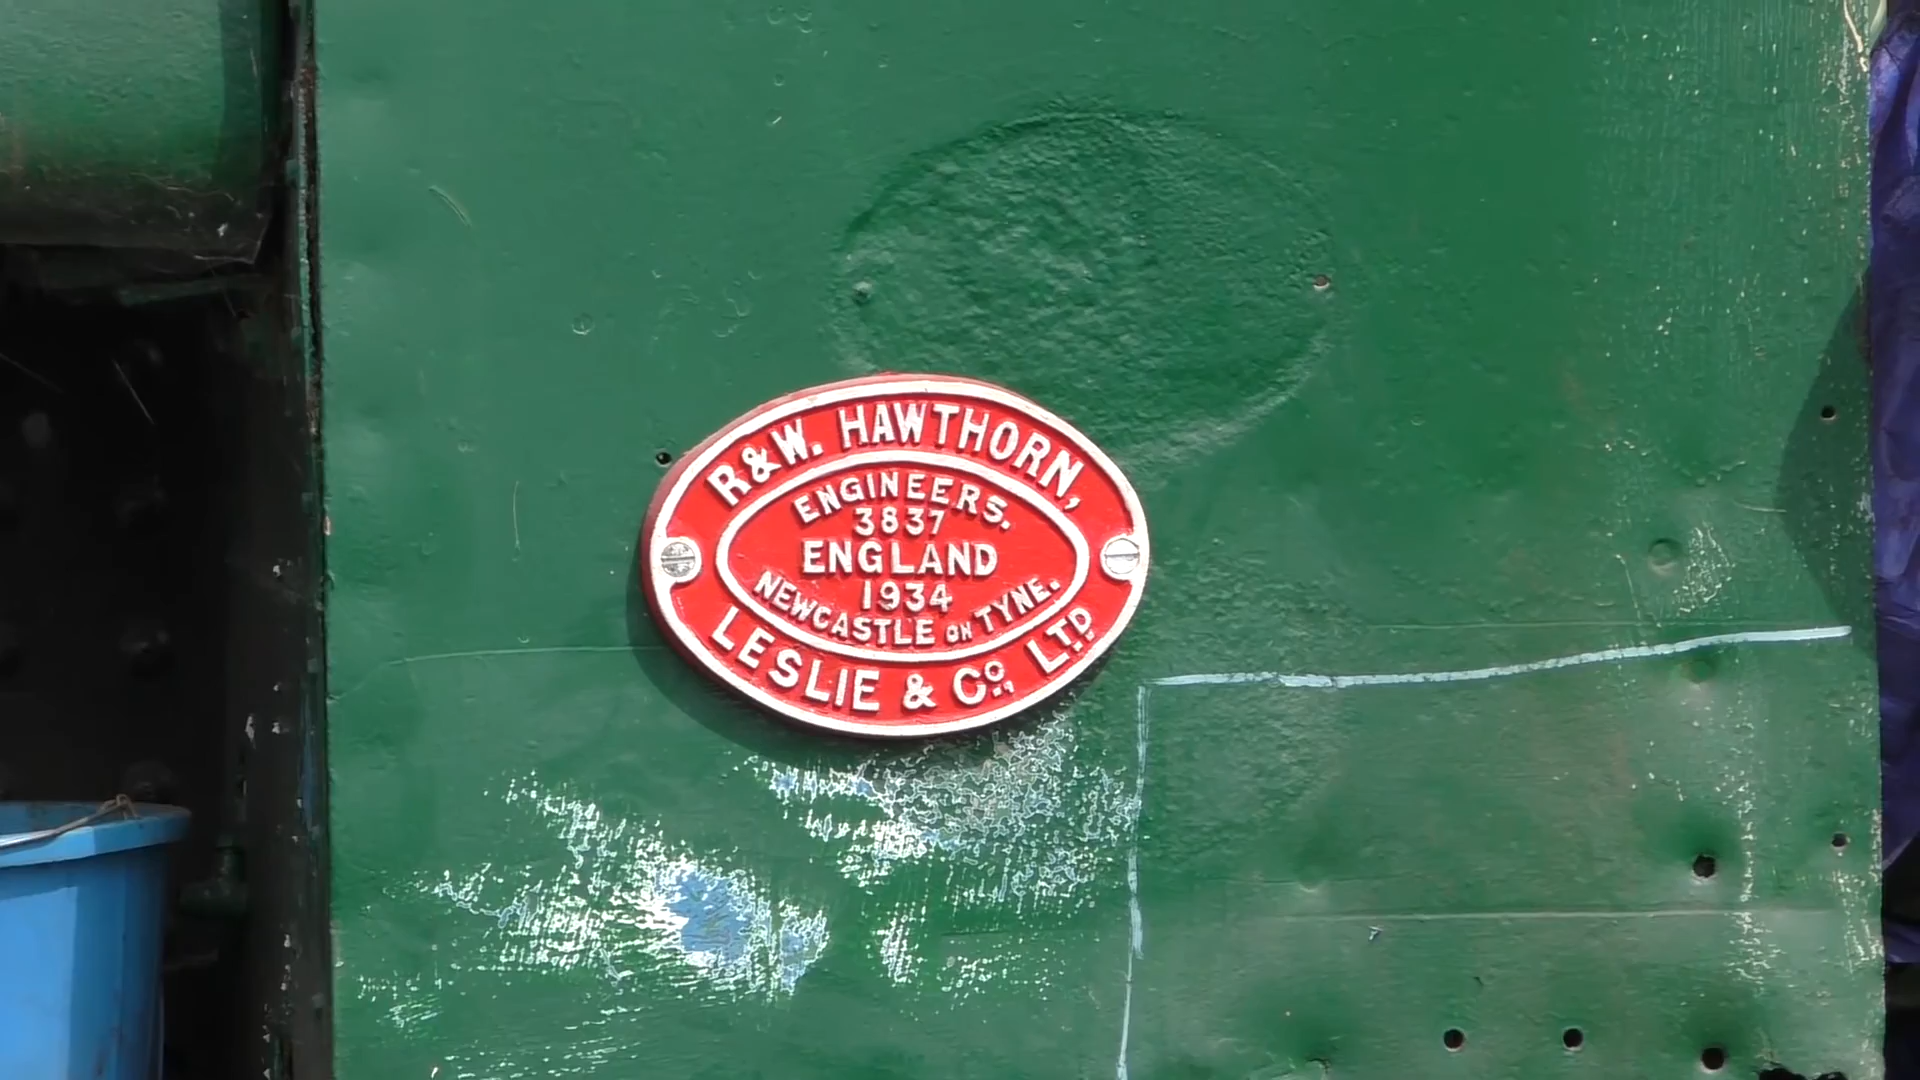 R&W. HAWTHORN,
ENGINEERS.
3837
ENGLAND
1934
NEWCASTLE ON TYNE.
LESLIE & Co., LTD